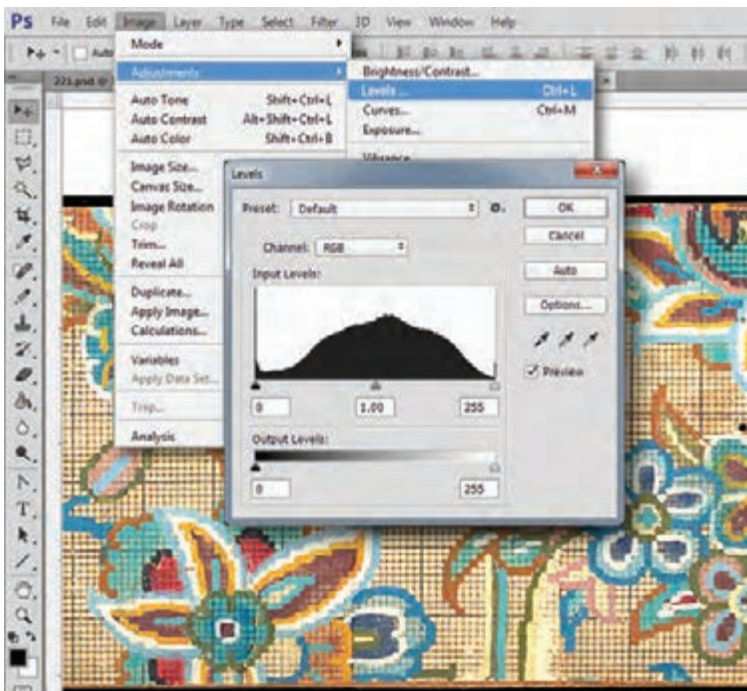 Ps File Edit Image Layer Type Select Filter 3D View Window Help
221.psd @
Mode
Adjustments
Auto Tone Shift+Ctrl+L
Auto Contrast Alt+Shift+Ctrl+L
Auto Color Shift+Ctrl+B
Image Size...
Canvas Size...
Image Rotation
Crop
Trim...
Reveal All
Duplicate...
Apply Image...
Calculations...
Variables
Apply Data Set...
Trap...
Analysis
Brightness/Contrast...
Levels... Ctrl+L
Curves... Ctrl+M
Exposure...
Vibrance
Levels
Preset: Default
OK
Cancel
Channel: RGB
Auto
Input Levels:
Options...
Preview
0 1.00 255
Output Levels:
0 255